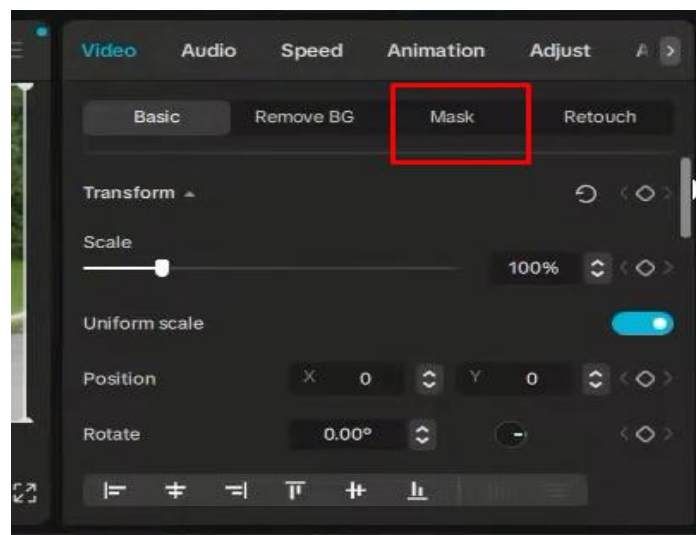 Video Audio Speed Animation Adjust A
Basic Remove BG Mask Retouch
Transform
Scale
100%
Uniform scale
Position X 0 Y 0
Rotate 0.00°